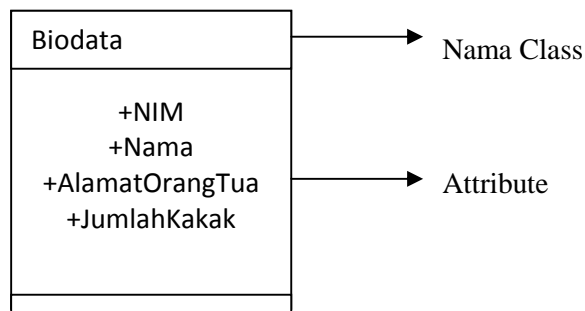 Biodata
Nama Class
+NIM
+Nama
+AlamatOrangTua
+JumlahKakak
Attribute